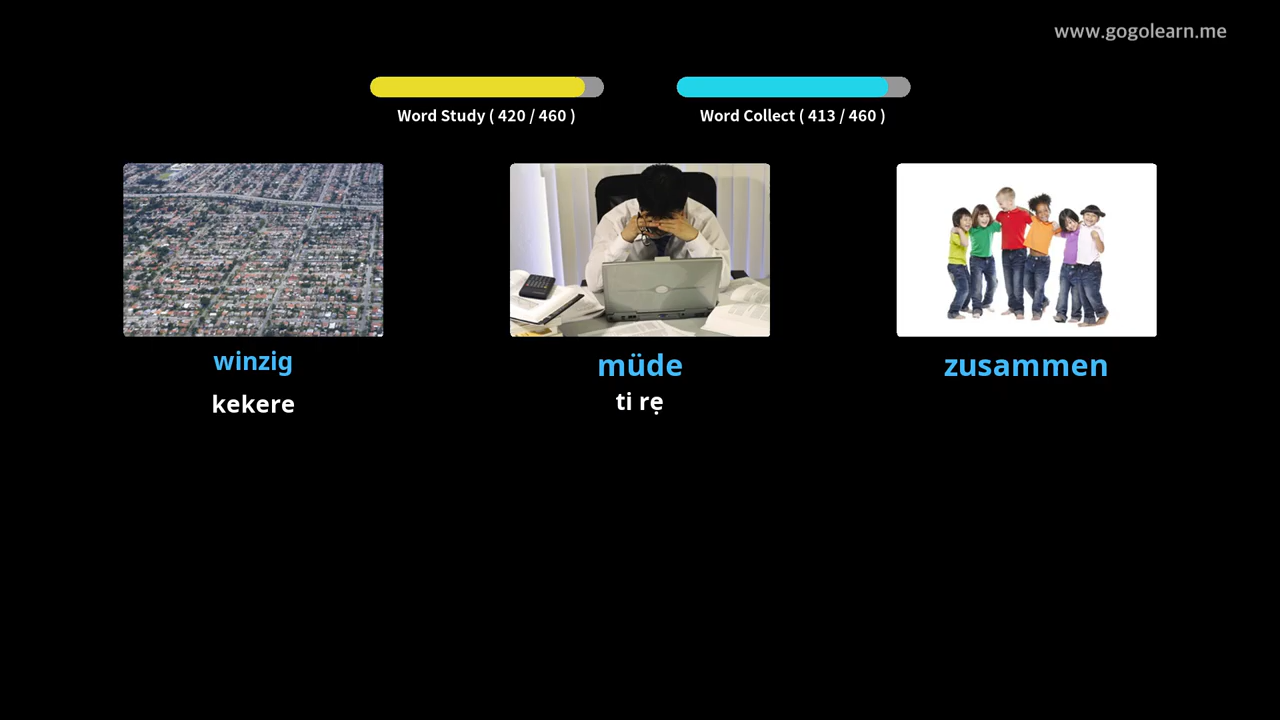 www.gogolearn.me
Word Study ( 420 / 460 )
Word Collect ( 413 / 460 )
winzig
kekere
müde
ti rẹ
zusammen